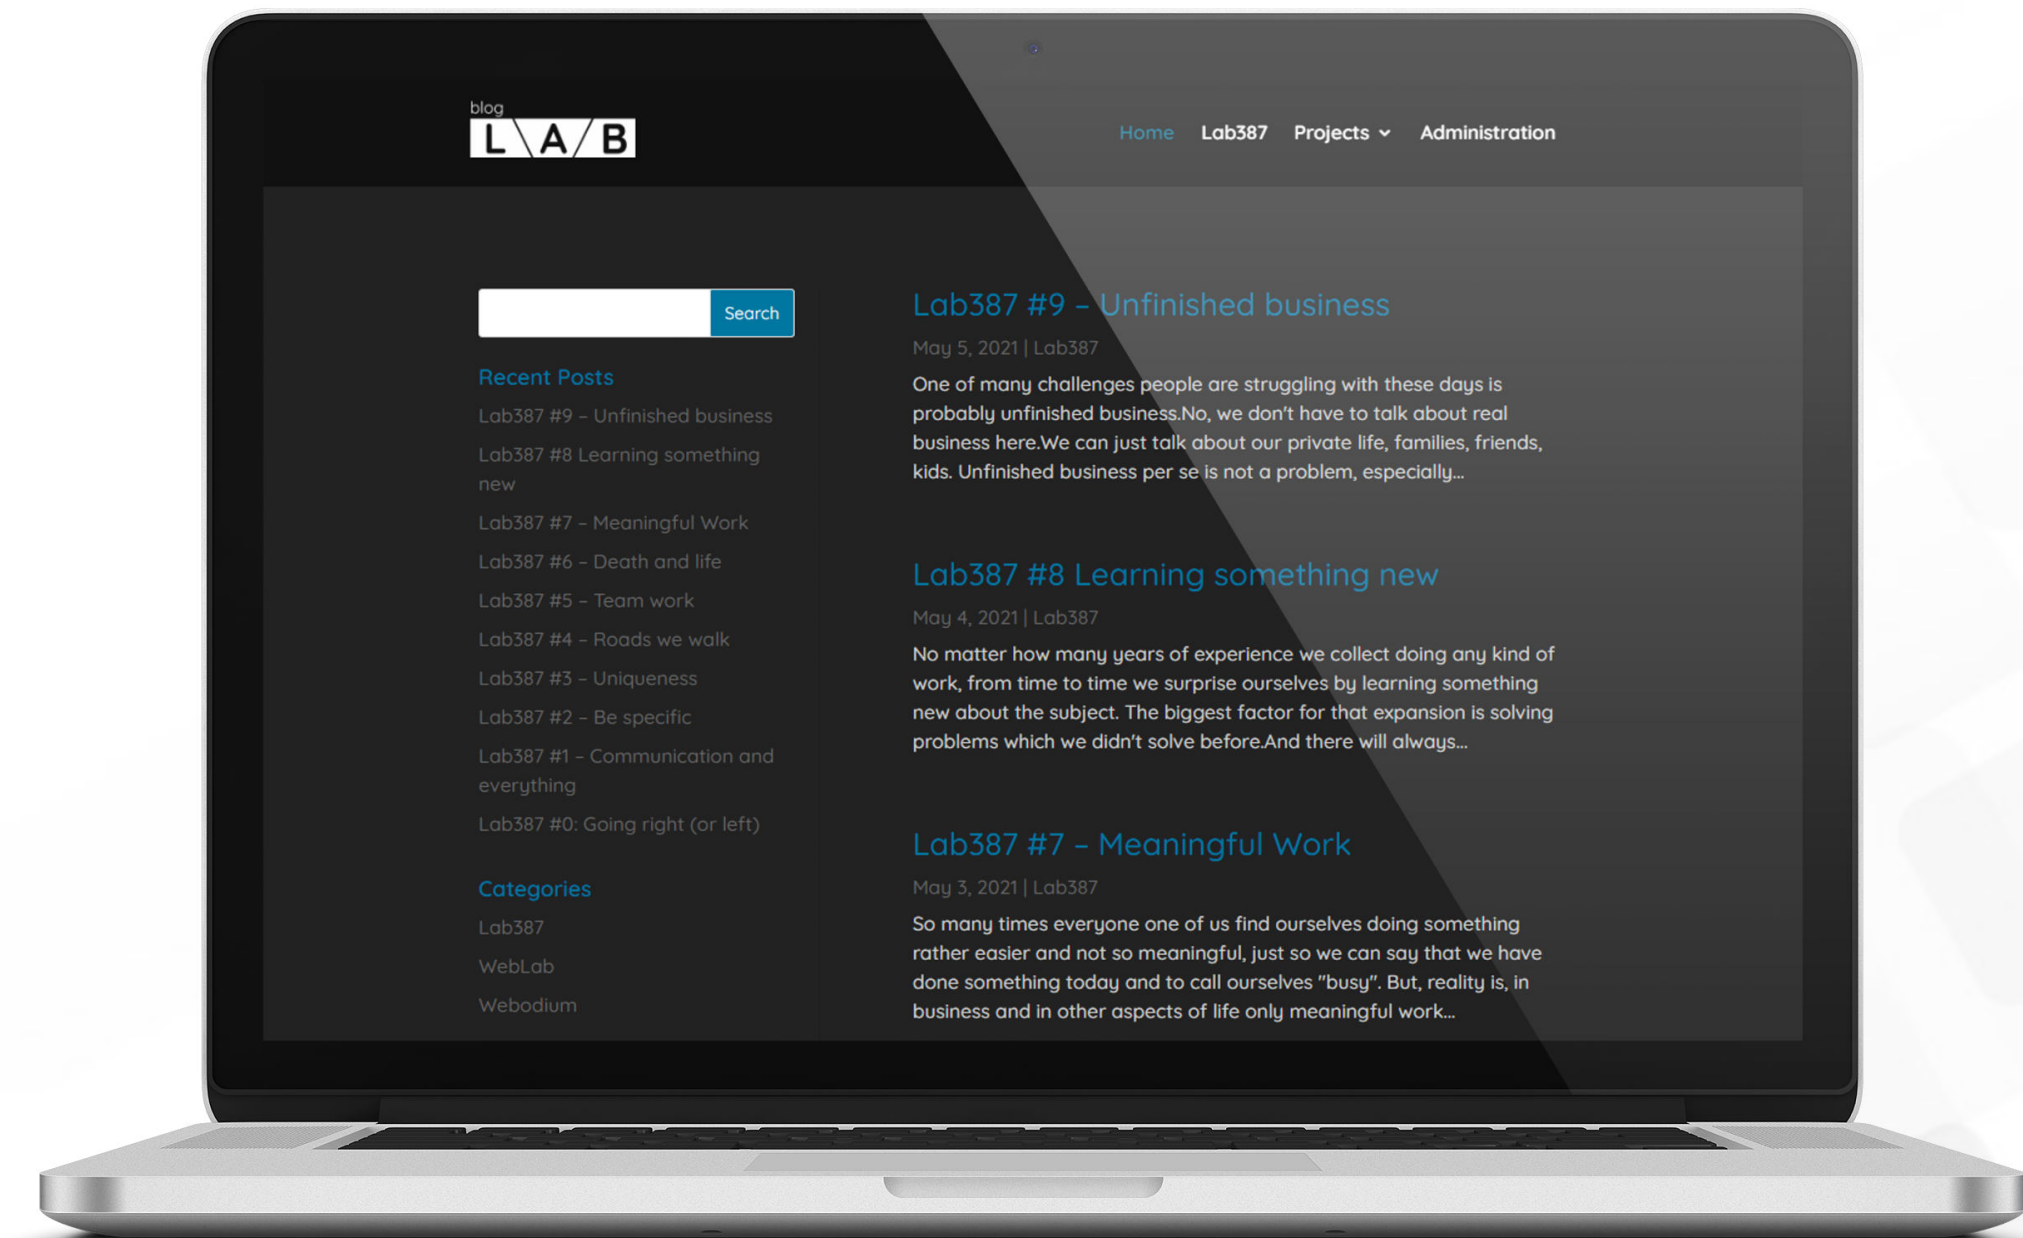 blog
L A B
Home Lab387 Projects Administration
Search
Recent Posts
Lab387 #9 – Unfinished business
Lab387 #8 Learning something
new
Lab387 #7 – Meaningful Work
Lab387 #6 – Death and life
Lab387 #5 – Team work
Lab387 #4 – Roads we walk
Lab387 #3 – Uniqueness
Lab387 #2 – Be specific
Lab387 #1 – Communication and
everything
Lab387 #0: Going right (or left)
Categories
Lab387
WebLab
Webodium
Lab387 #9 – Unfinished business
May 5, 2021 | Lab387
One of many challenges people are struggling with these days is
probably unfinished business.No, we don't have to talk about real
business here.We can just talk about our private life, families, friends,
kids. Unfinished business per se is not a problem, especially...
Lab387 #8 Learning something new
May 4, 2021 | Lab387
No matter how many years of experience we collect doing any kind of
work, from time to time we surprise ourselves by learning something
new about the subject. The biggest factor for that expansion is solving
problems which we didn't solve before.And there will always...
Lab387 #7 – Meaningful Work
May 3, 2021 | Lab387
So many times everyone one of us find ourselves doing something
rather easier and not so meaningful, just so we can say that we have
done something today and to call ourselves "busy". But, reality is, in
business and in other aspects of life only meaningful work...